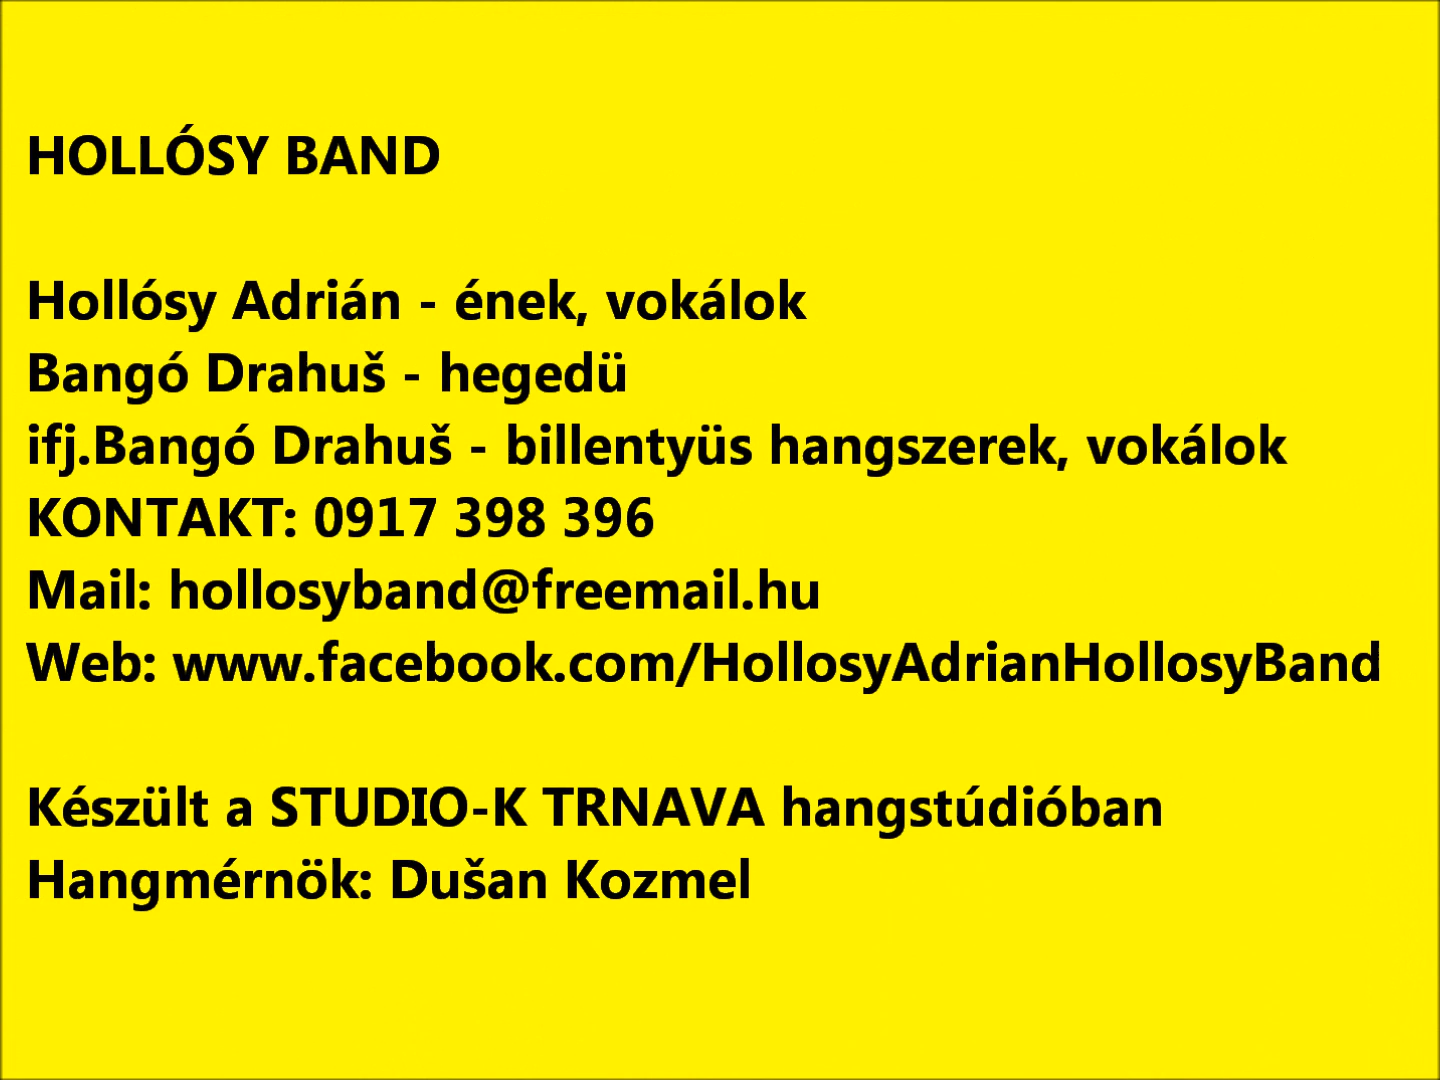 HOLLÓSY BAND
Hollósy Adrián - ének, vokálok
Bangó Drahuš - hegedü
ifj.Bangó Drahuš - billentyüs hangszerek, vokálok
KONTAKT: 0917 398 396
Mail: hollosyband@freemail.hu
Web: www.facebook.com/HollosyAdrianHollosyBand
Készült a STUDIO-K TRNAVA hangstúdióban
Hangmérnök: Dušan Kozmel